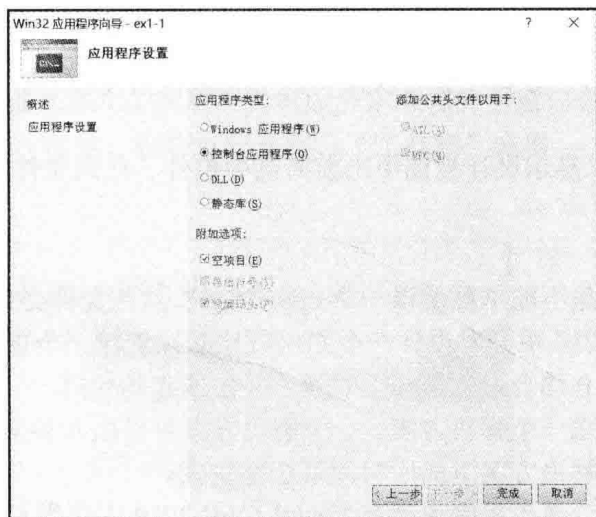 Win32 应用程序向导 - ex1-1
应用程序设置
概述
应用程序设置
应用程序类型:
Windows 应用程序(W)
控制台应用程序(O)
DLL(D)
静态库(S)
附加选项:
空项目(E)
添加公共头文件以用于:
ATL(A)
MFC(M)
< 上一步
下一步 >
完成
取消